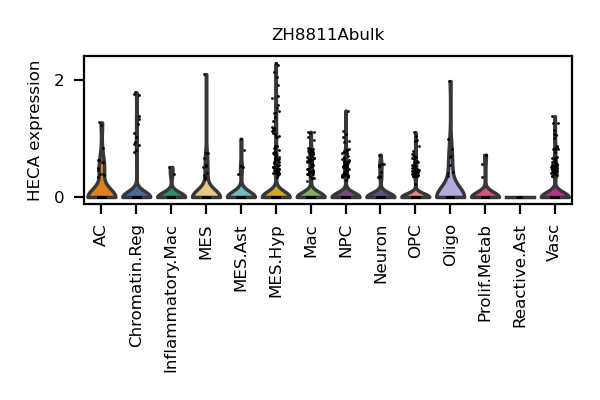 ZH8811Abulk
HECA expression
2
0
AC
Chromatin.Reg
Inflammatory.Mac
MES
MES.Ast
MES.Hyp
Mac
NPC
Neuron
OPC
Oligo
Prolif.Metab
Reactive.Ast
Vasc